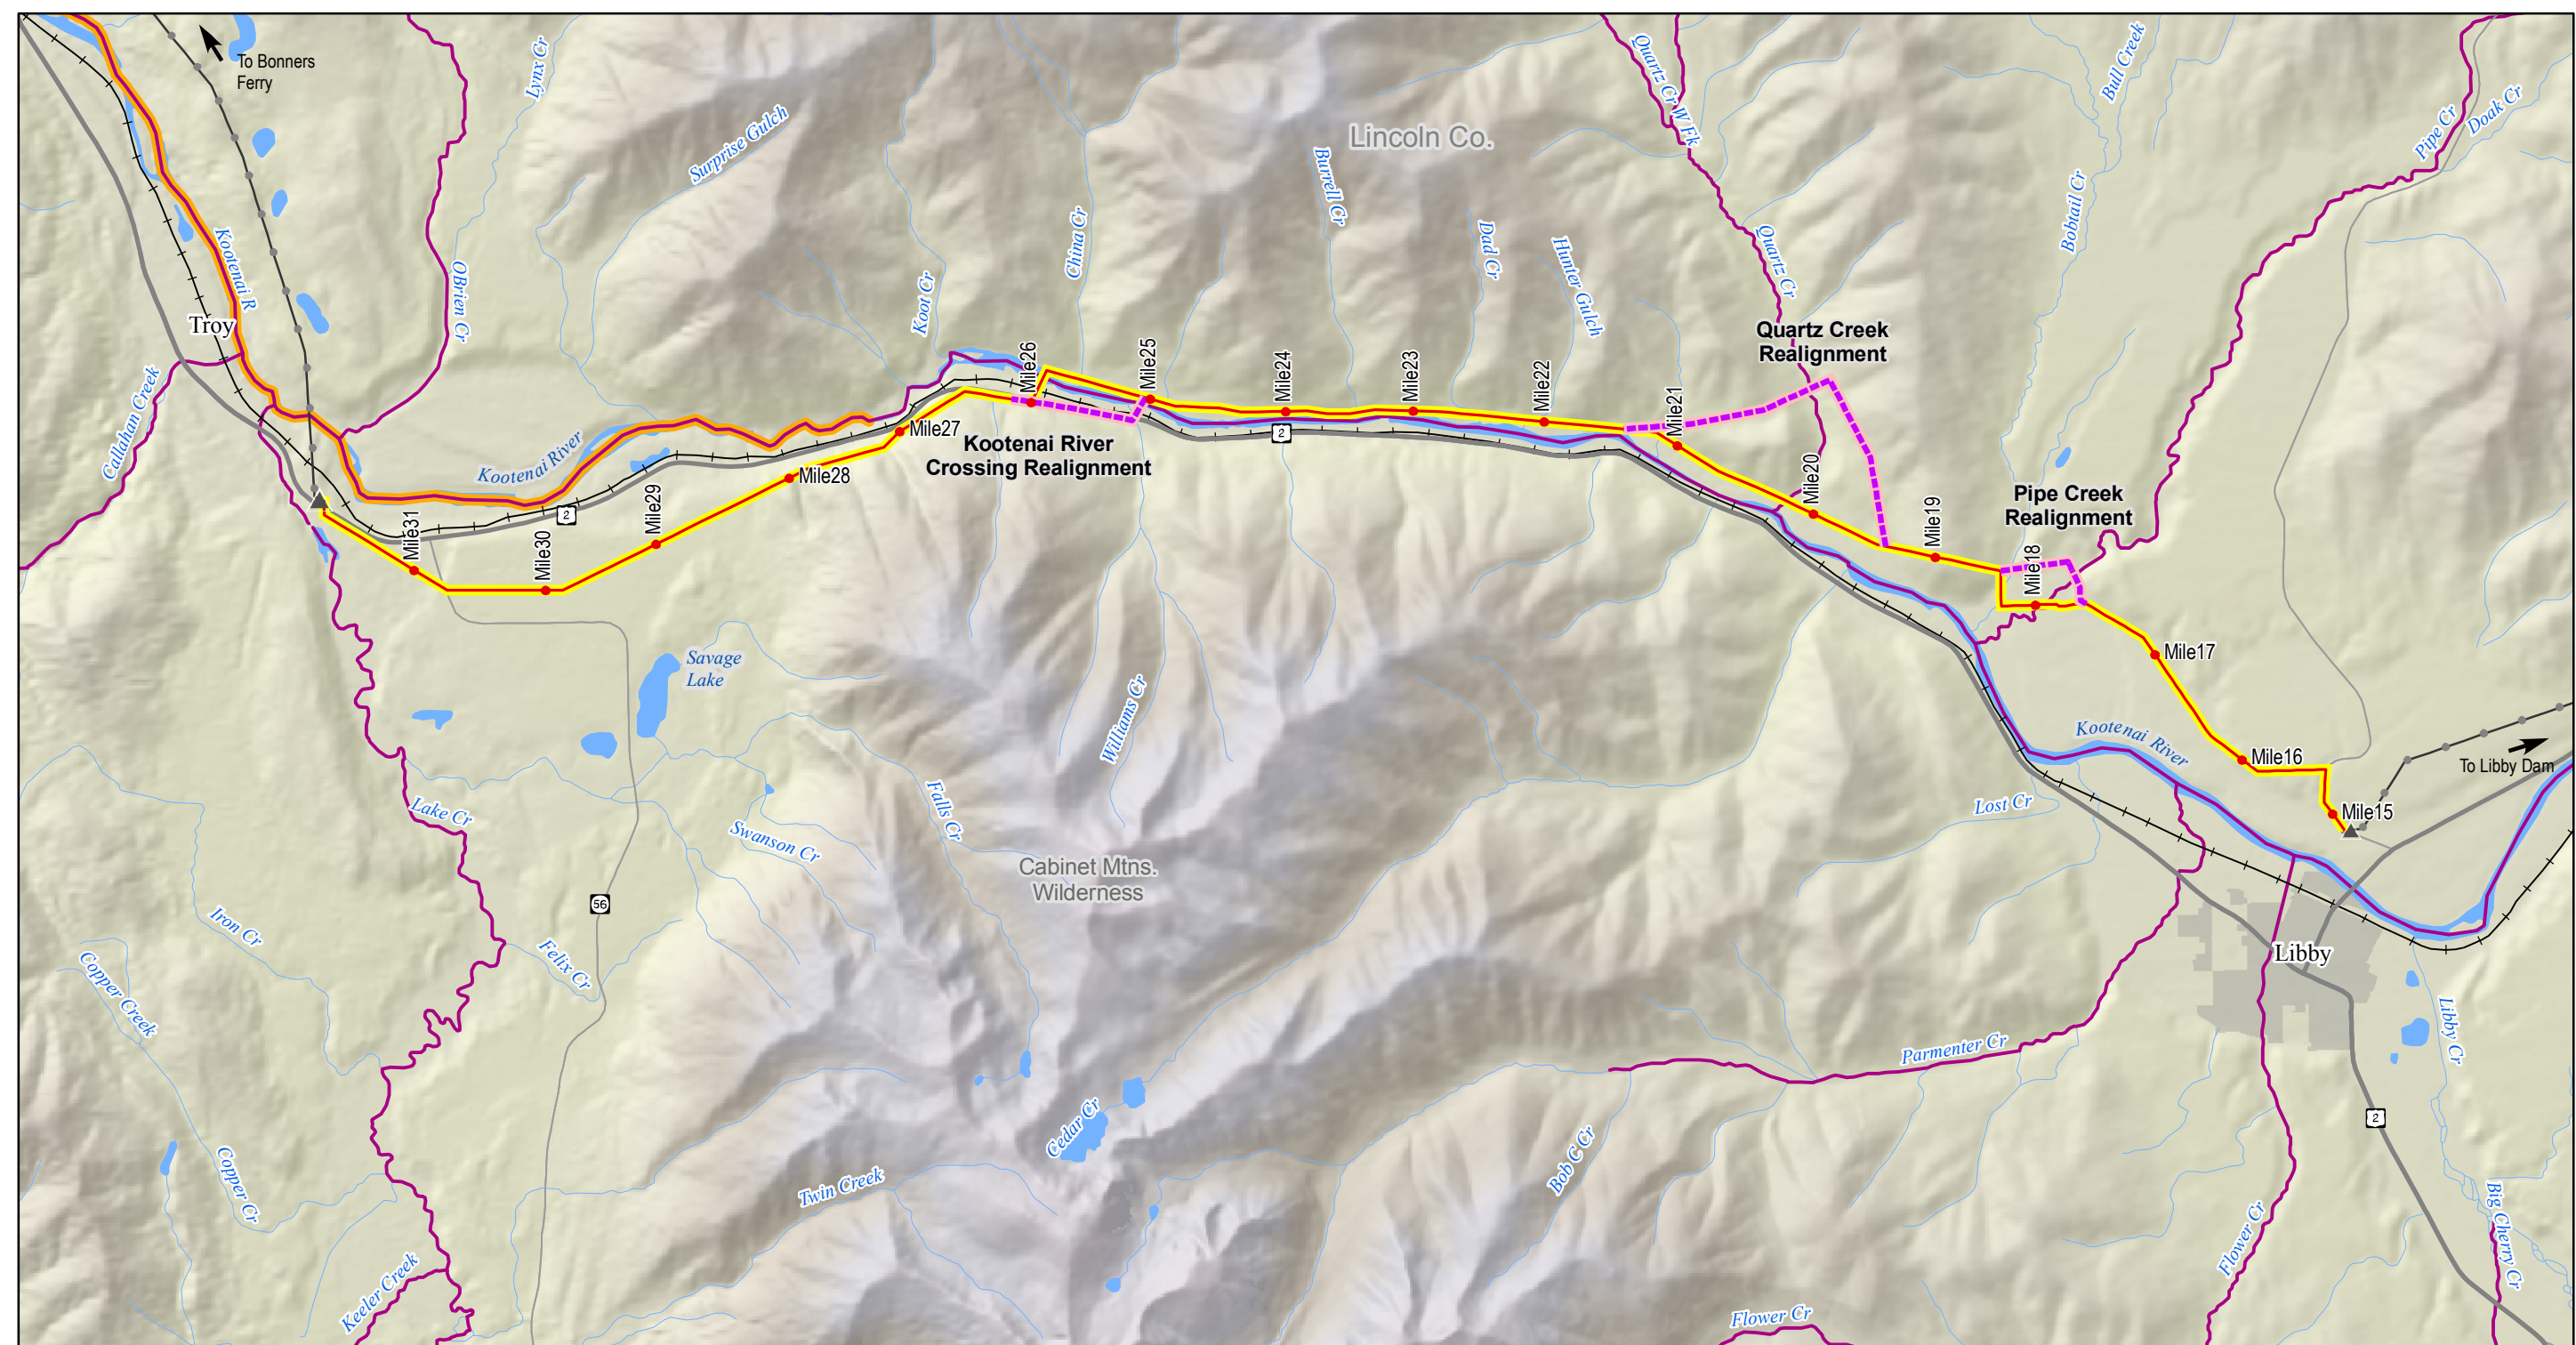 To Bonners
Ferry
Lynx Cr
Surprise Gulch
Kootenai R
Troy
OBrien Cr
Callahan Creek
Koot Cr
China Cr
Lincoln Co.
Burrell Cr
Dad Cr
Hunter Gulch
Quartz Cr W Fk
Quartz Cr
Bull Creek
Bobtail Cr
Pipe Cr
Doak Cr
Quartz Creek
Realignment
Pipe Creek
Realignment
Kootenai River
Crossing Realignment
Kootenai River
2
2
Mile31
Mile30
Mile29
Mile28
Mile27
Mile26
Mile25
Mile24
Mile23
Mile22
Mile21
Mile20
Mile19
Mile18
Mile17
Mile16
Mile15
Kootenai River
To Libby Dam
Savage
Lake
Williams Cr
Falls Cr
Lake Cr
Swanson Cr
Cabinet Mtns.
Wilderness
Lost Cr
56
Iron Cr
Felix Cr
Copper Creek
Copper Cr
Libby
Libby Cr
Parmenter Cr
Cedar Cr
Twin Creek
Bob C Cr
2
Keeler Creek
Flower Cr
Flower Cr
Big Cherry Cr